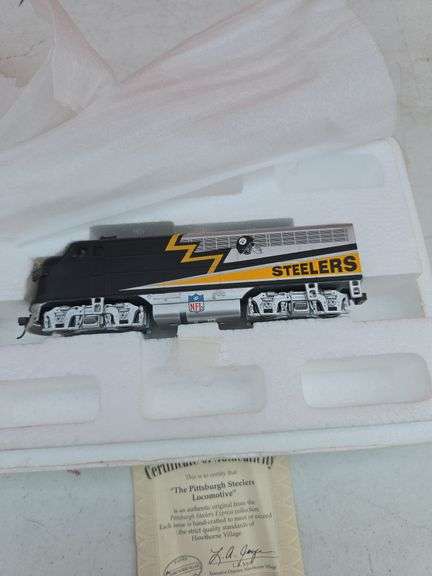 STEELERS
NFL
Certificate of Authenticity
This is to certify that
"The Pittsburgh Steelers
Locomotive"
is an authentic original from the
Pittsburgh Steelers Express collection.
Each issue is hand-crafted to meet or exceed
the strict quality standards of
Hawthorne Village